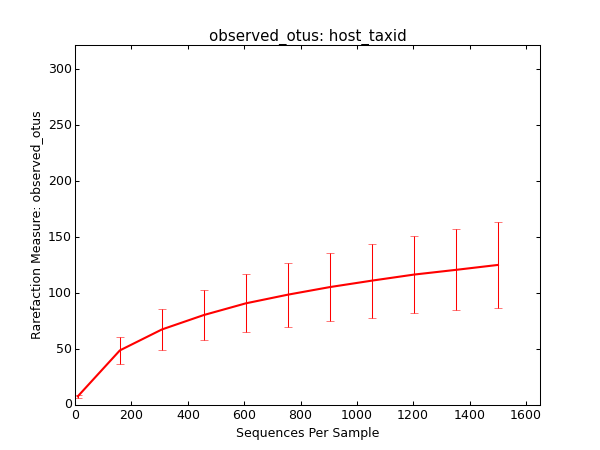 observed_otus: host_taxid
Rarefaction Measure: observed_otus
300
250
200
150
100
50
0
0 200 400 600 800 1000 1200 1400 1600
Sequences Per Sample